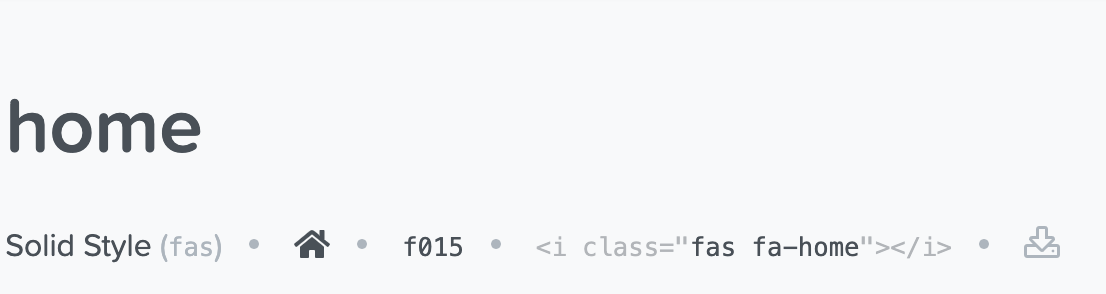 home
Solid Style (fas) • • f015 • <i class="fas fa-home"></i> •